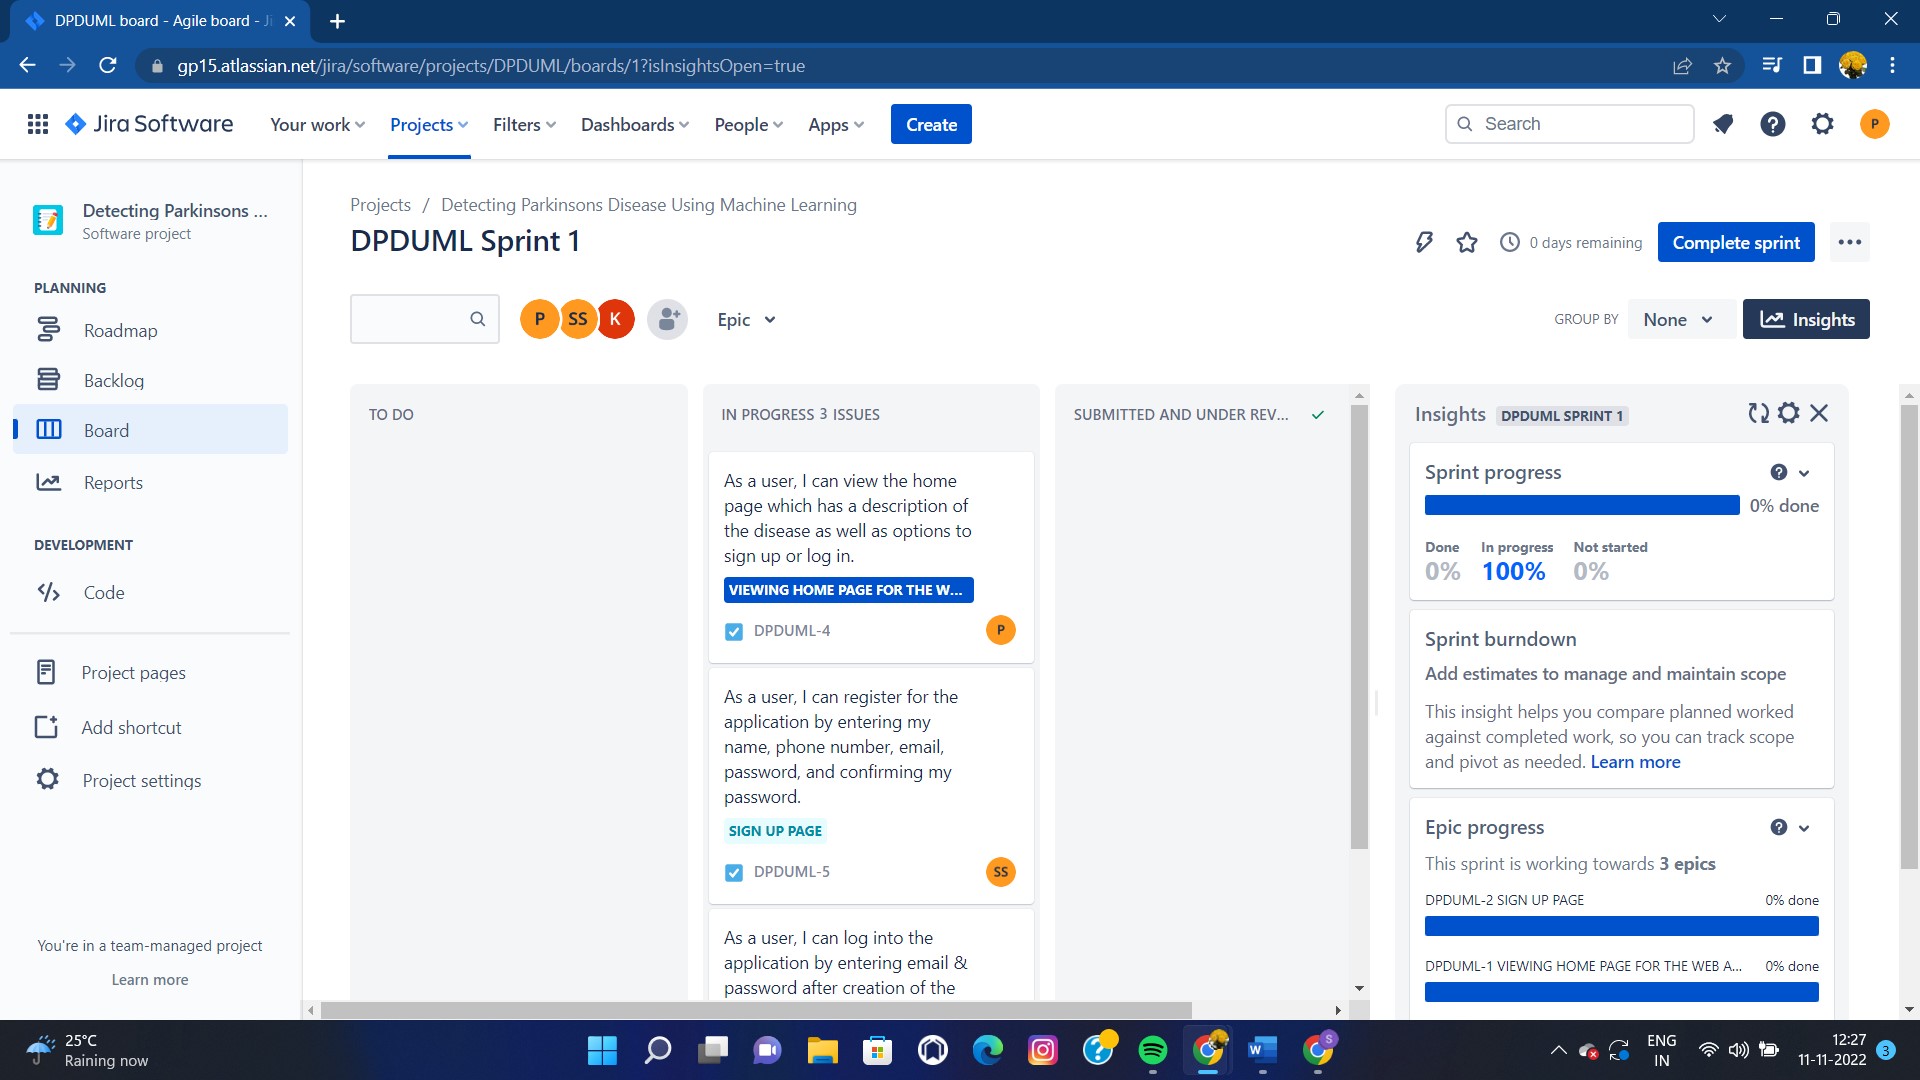 DPDUML board - Agile board - Ji
gp15.atlassian.net/jira/software/projects/DPDUML/boards/1?isInsightsOpen=true
Jira Software
Your work
Projects
Filters
Dashboards
People
Apps
Create
Search
P
Detecting Parkinsons ...
Software project
PLANNING
Roadmap
Backlog
Board
Reports
DEVELOPMENT
Code
Project pages
Add shortcut
Project settings
You're in a team-managed project
Learn more
Projects / Detecting Parkinsons Disease Using Machine Learning
DPDUML Sprint 1
0 days remaining
Complete sprint
P SS K
Epic
GROUP BY
None
Insights
TO DO
IN PROGRESS 3 ISSUES
As a user, I can view the home
page which has a description of
the disease as well as options to
sign up or log in.
VIEWING HOME PAGE FOR THE W...
DPDUML-4
P
As a user, I can register for the
application by entering my
name, phone number, email,
password, and confirming my
password.
SIGN UP PAGE
DPDUML-5
SS
As a user, I can log into the
application by entering email &
password after creation of the
SUBMITTED AND UNDER REV...
Insights DPDUML SPRINT 1
Sprint progress
0% done
Done In progress Not started
0% 100% 0%
Sprint burndown
Add estimates to manage and maintain scope
This insight helps you compare planned worked
against completed work, so you can track scope
and pivot as needed. Learn more
Epic progress
This sprint is working towards 3 epics
DPDUML-2 SIGN UP PAGE 0% done
DPDUML-1 VIEWING HOME PAGE FOR THE WEB A... 0% done
25°C
Raining now
W
S
ENG
IN
12:27
11-11-2022
3